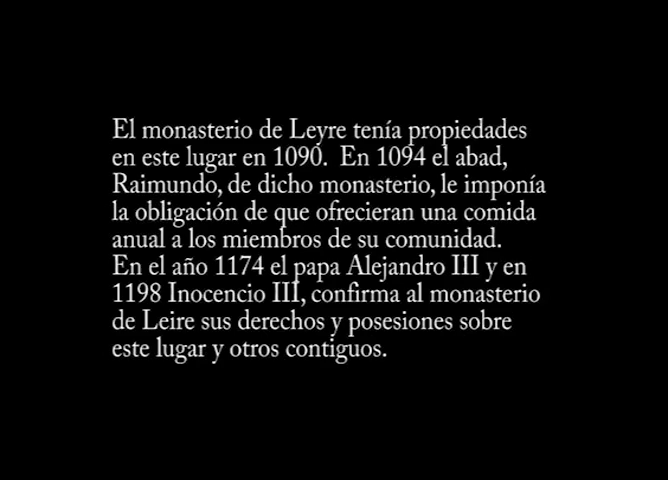 El monasterio de Leyre tenía propiedades
en este lugar en 1090.  En 1094 el abad,
Raimundo, de dicho monasterio, le imponía
la obligación de que ofrecieran una comida
anual a los miembros de su comunidad.
En el año 1174 el papa Alejandro III y en
1198 Inocencio III, confirma al monasterio
de Leire sus derechos y posesiones sobre
este lugar y otros contiguos.